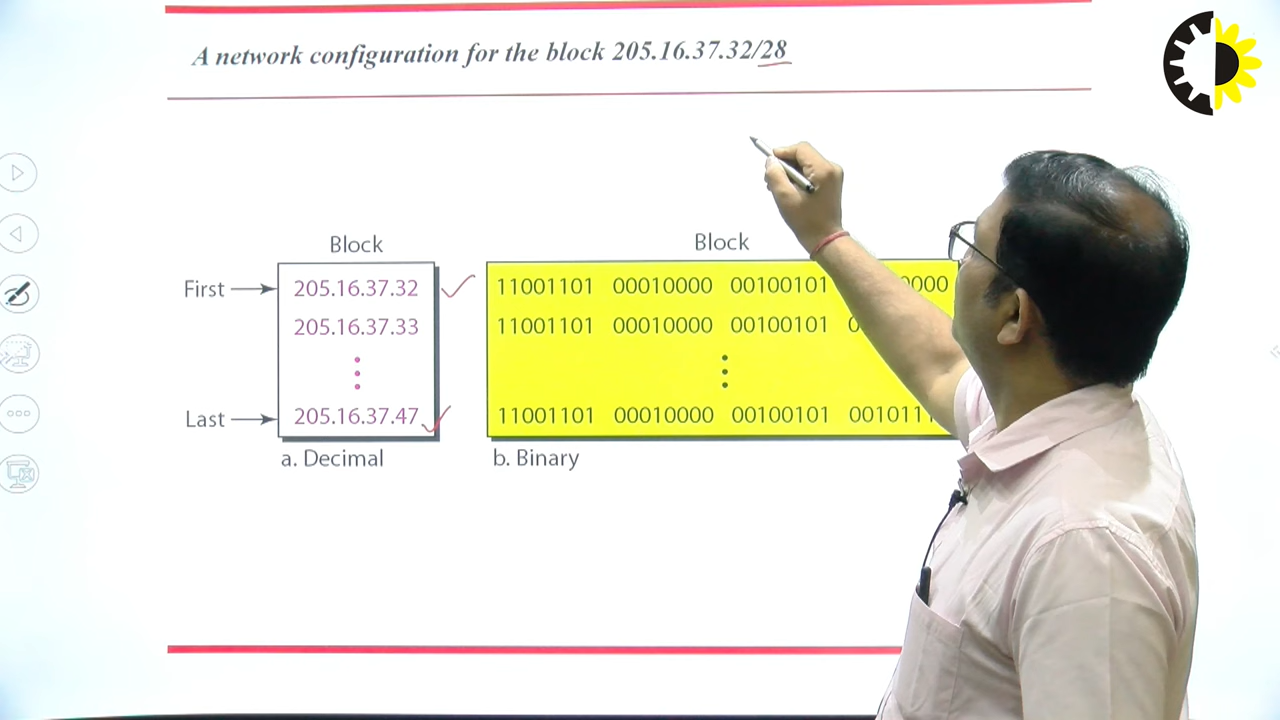 A network configuration for the block 205.16.37.32/28
Block
Block
First
205.16.37.32
11001101 00010000 00100101
205.16.37.33
11001101 00010000 00100101
Last
205.16.37.47
11001101 00010000 00100101
a. Decimal
b. Binary